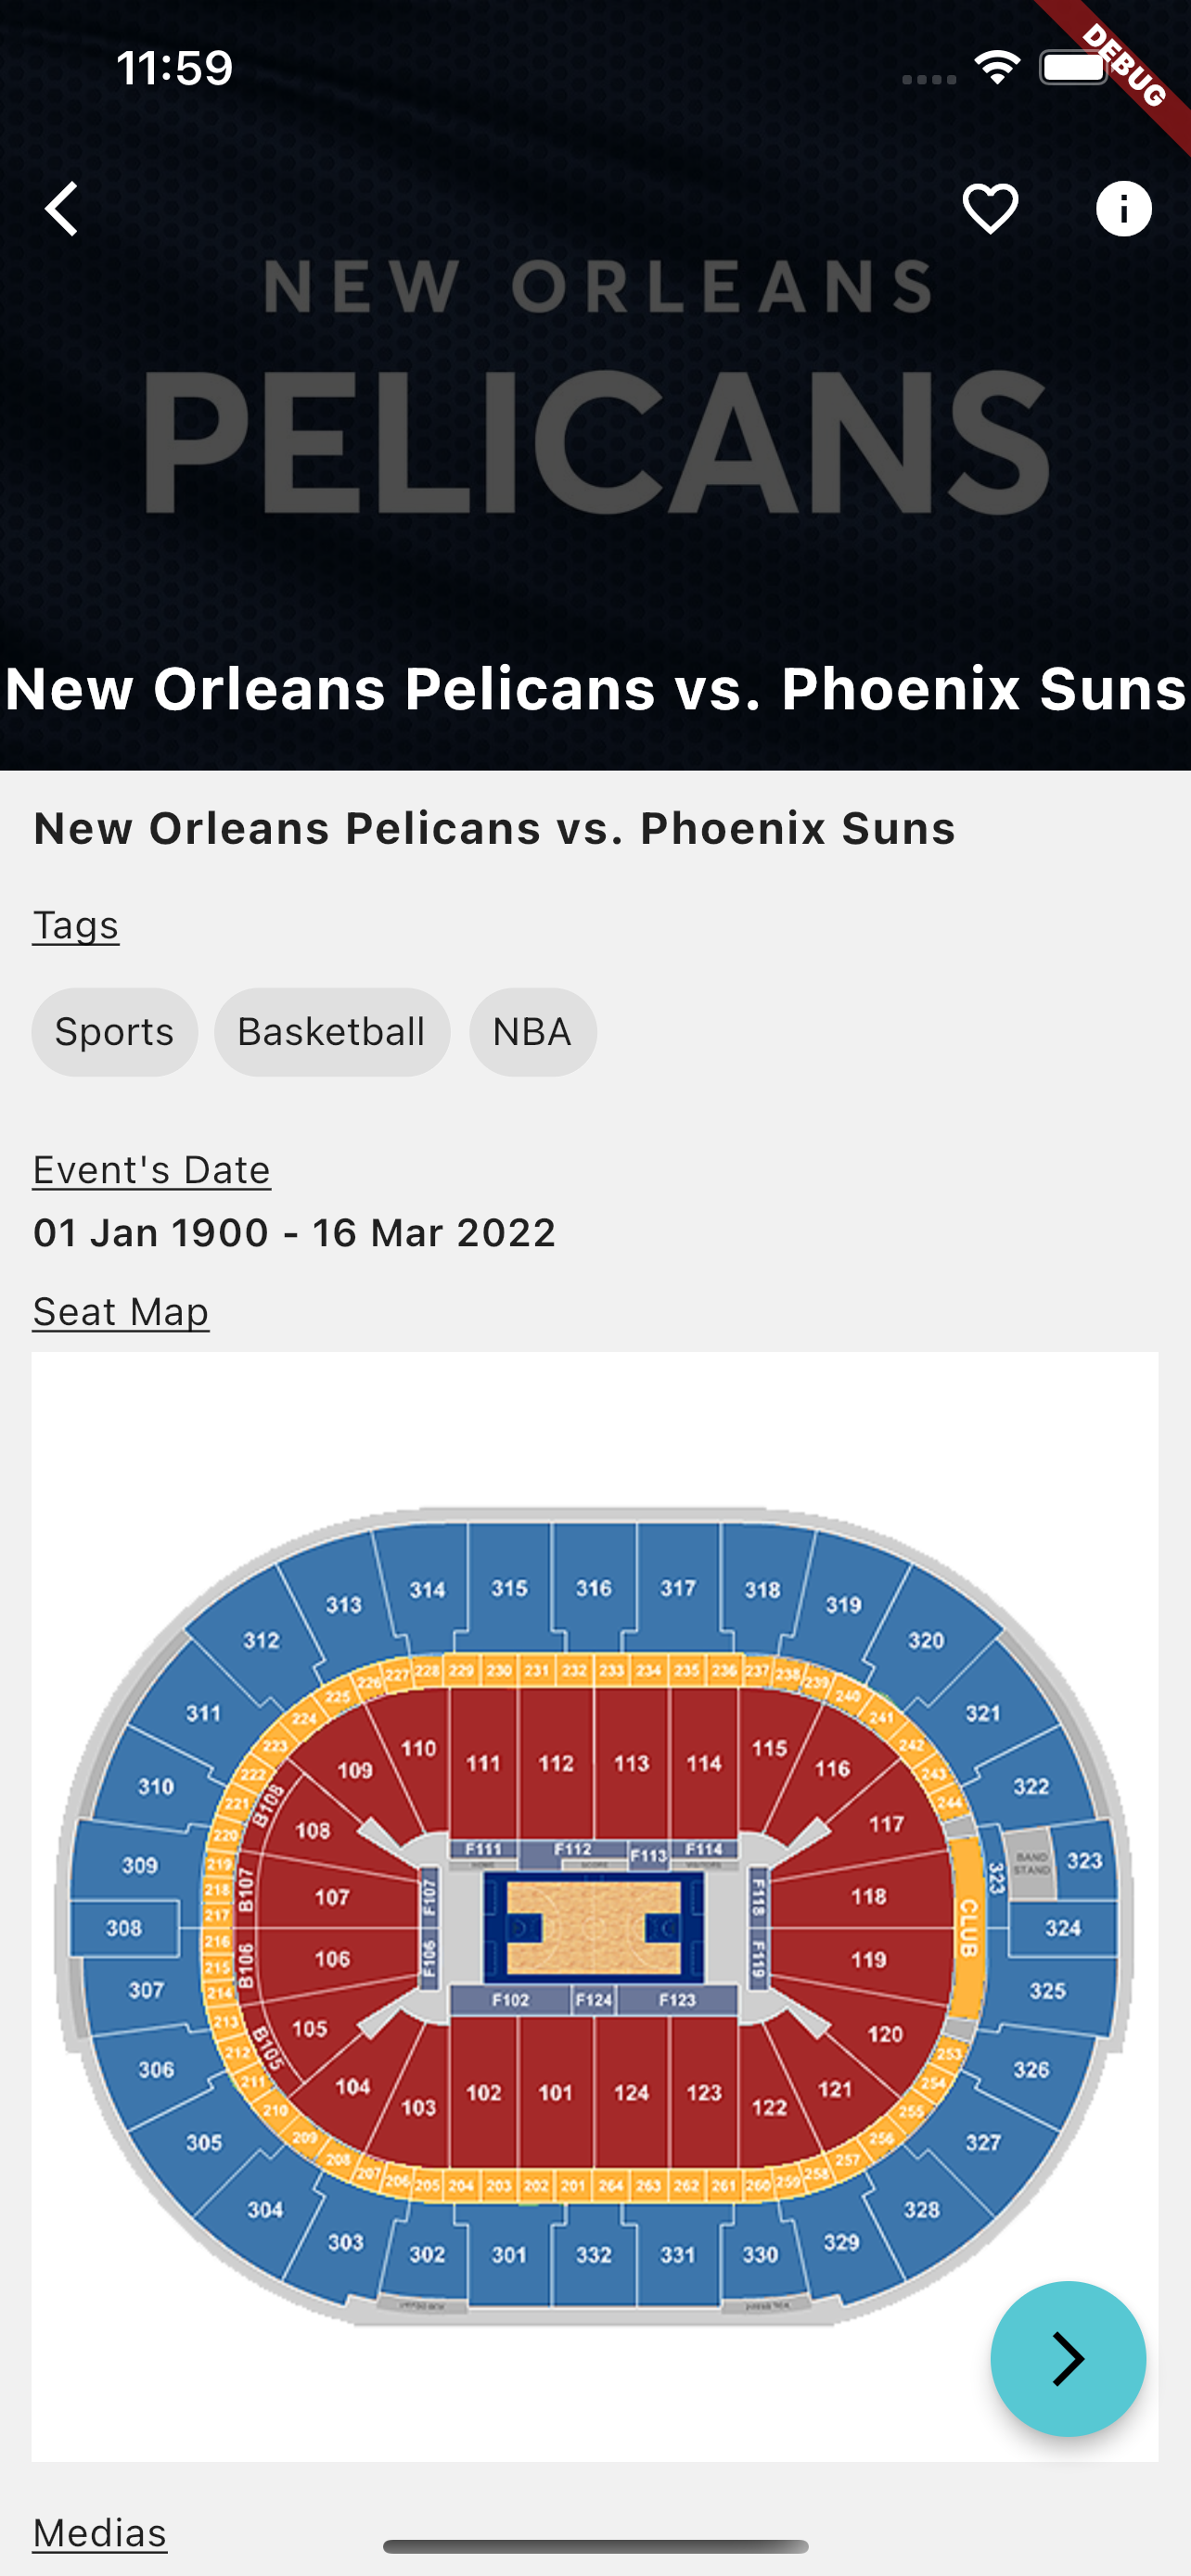 11:59
DEBUG
NEW ORLEANS
PELICANS
New Orleans Pelicans vs. Phoenix Suns
New Orleans Pelicans vs. Phoenix Suns
Tags
Sports Basketball NBA
Event's Date
01 Jan 1900 - 16 Mar 2022
Seat Map
312 313 314 315 316 317 318 319 320
311 321
310 322
309 323 BAND STAND 323
308 324
307 325
306 326
305 327
304 303 302 301 332 331 330 329 328
220 221 222 223 224 225 226 227 228 229 230 231 232 233 234 235 236 237 238 239 240 241 242 243 244
219
218
217
216
215
214
CLUB
109 110 111 112 113 114 115 116
B108 108 117
B107 107 F107 F118 118
B106 106 F106 F119 119
B105 105 120
104 103 102 101 124 123 122 121
F111 F112 F113 F114
HOME SCORE VISITORS
F102 F124 F123
213 212 211 210 209 208 207 206 205 204 203 202 201 264 263 262 261 260 259 258 257 256 255 254 253
Medias